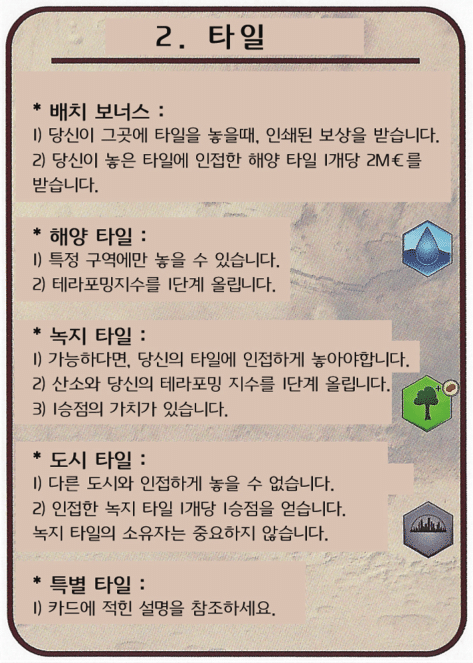 2. 타일
* 배치 보너스 :
1) 당신이 그곳에 타일을 놓을때, 인쇄된 보상을 받습니다.
2) 당신이 놓은 타일에 인접한 해양 타일 1개당 2M€를
받습니다.
* 해양 타일 :
1) 특정 구역에만 놓을 수 있습니다.
2) 테라포밍지수를 1단계 올립니다.
* 녹지 타일 :
1) 가능하다면, 당신의 타일에 인접하게 놓아야합니다.
2) 산소와 당신의 테라포밍 지수를 1단계 올립니다.
3) 1승점의 가치가 있습니다.
* 도시 타일 :
1) 다른 도시와 인접하게 놓을 수 없습니다.
2) 인접한 녹지 타일 1개당 1승점을 얻습니다.
녹지 타일의 소유자는 중요하지 않습니다.
* 특별 타일 :
1) 카드에 적힌 설명을 참조하세요.